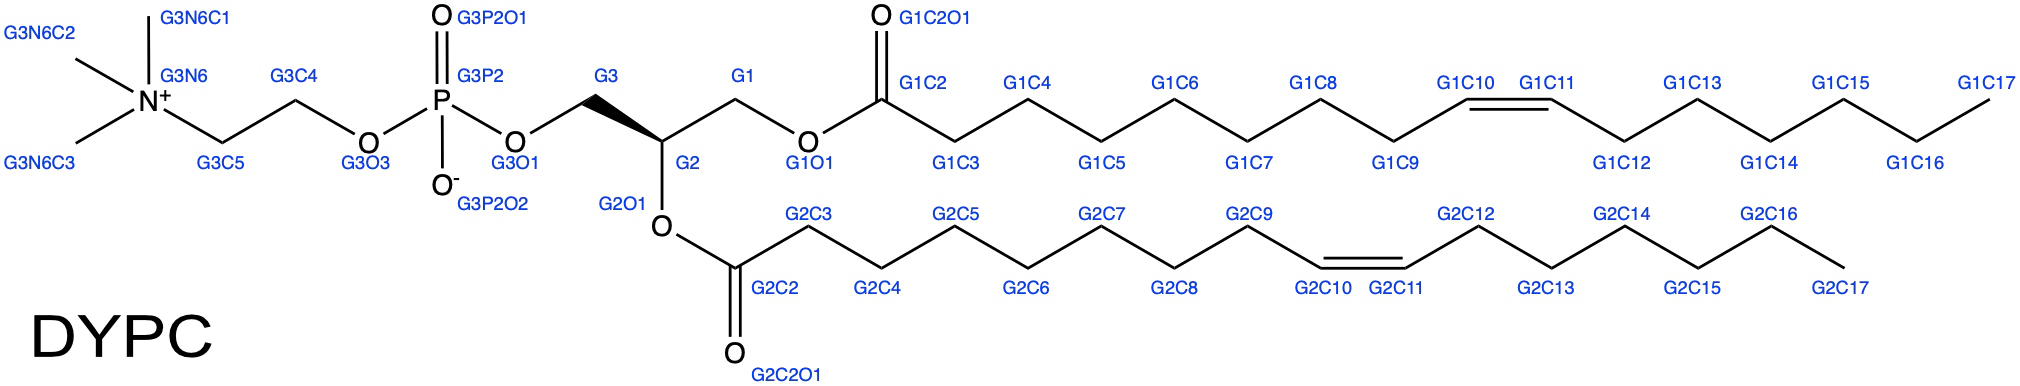 G3N6C1 O G3P2O1 O G1C2O1
G3N6C2
G3N6 G3C4 G3P2 G3 G1 G1C2 G1C4 G1C6 G1C8 G1C10 G1C11 G1C13 G1C15 G1C17
N+ P
G3N6C3 G3C5 O O G2 O G1C3 G1C5 G1C7 G1C9 G1C12 G1C14 G1C16
G3O3 G3O1 G1O1
O- G3P2O2 G2O1 G2C3 G2C5 G2C7 G2C9 G2C12 G2C14 G2C16
O
G2C2 G2C4 G2C6 G2C8 G2C10 G2C11 G2C13 G2C15 G2C17
DYPC
O
G2C2O1